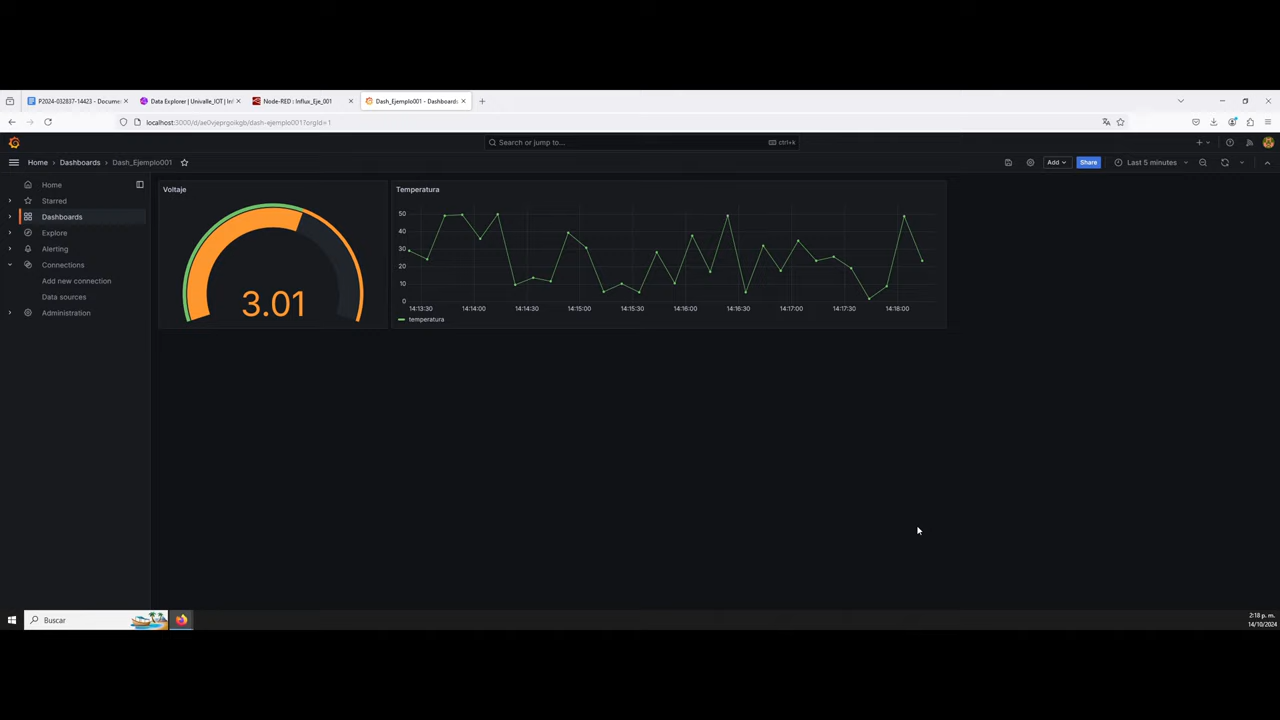 P2024-032837-14423 - Docume
Data Explorer | Univalle_IOT | Inf
Node-RED : Influx_Eje_001
Dash_Ejemplo001 - Dashboards
localhost:3000/d/ae0vjeprgoikgb/dash-ejemplo001?orgId=1
Search or jump to...
ctrl+k
Home
Dashboards
Dash_Ejemplo001
Add
Share
Last 5 minutes
Home
Starred
Dashboards
Explore
Alerting
Connections
Add new connection
Data sources
Administration
Voltaje
3.01
Temperatura
50
40
30
20
10
0
14:13:30 14:14:00 14:14:30 14:15:00 14:15:30 14:16:00 14:16:30 14:17:00 14:17:30 14:18:00
temperatura
Buscar
2:18 p. m.
14/10/2024